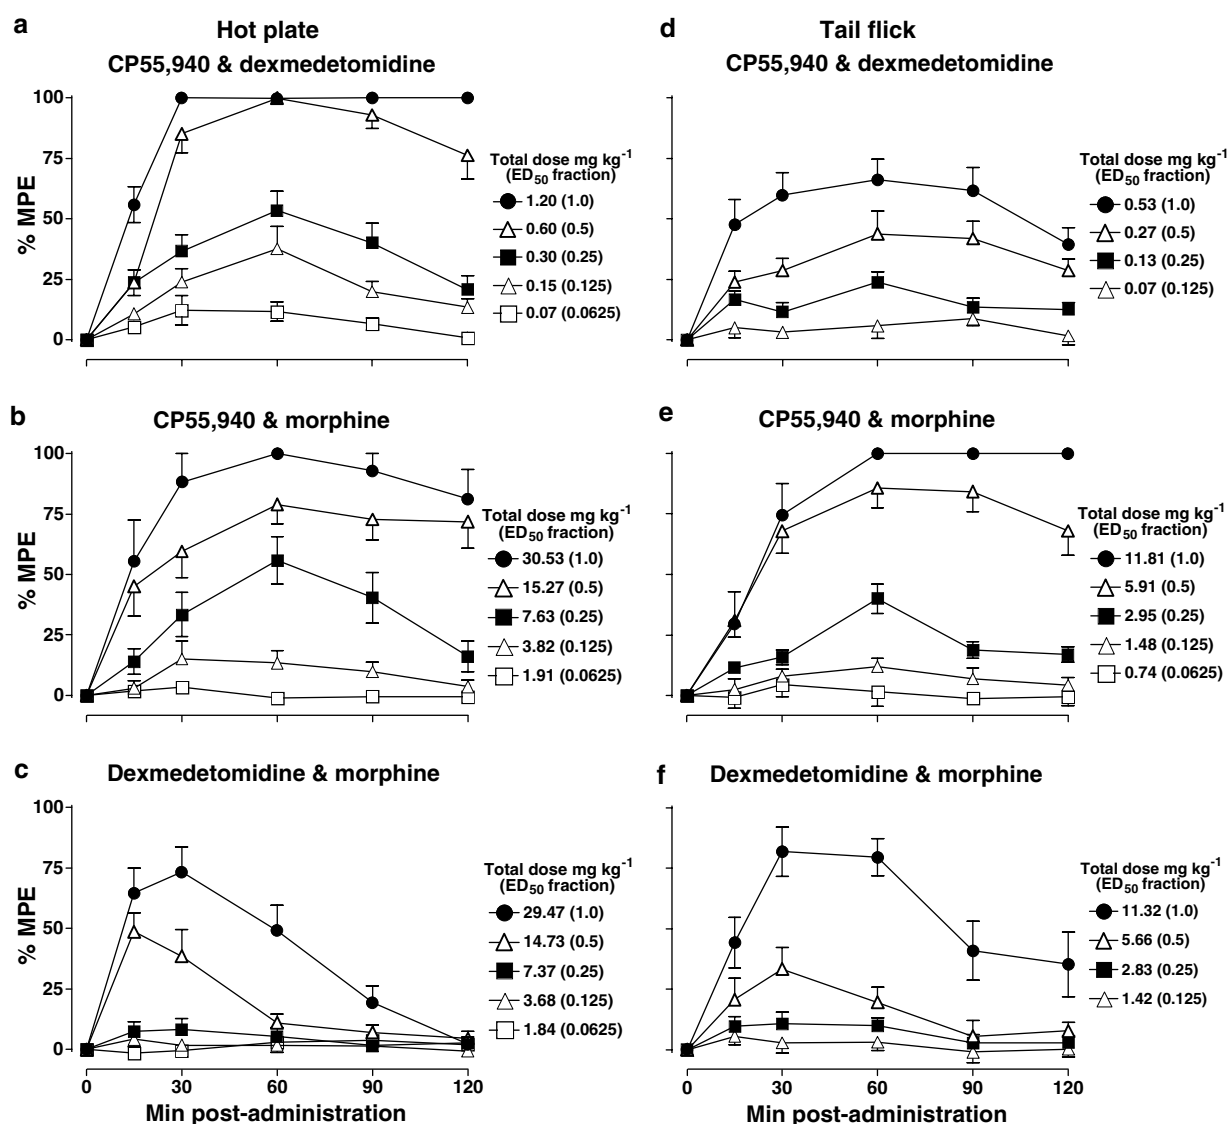 a
Hot plate
CP55,940 & dexmedetomidine
100
75
50
25
0
% MPE
Total dose mg kg⁻¹
(ED₅₀ fraction)
1.20 (1.0)
0.60 (0.5)
0.30 (0.25)
0.15 (0.125)
0.07 (0.0625)
d
Tail flick
CP55,940 & dexmedetomidine
Total dose mg kg⁻¹
(ED₅₀ fraction)
0.53 (1.0)
0.27 (0.5)
0.13 (0.25)
0.07 (0.125)
b
CP55,940 & morphine
100
75
50
25
0
% MPE
Total dose mg kg⁻¹
(ED₅₀ fraction)
30.53 (1.0)
15.27 (0.5)
7.63 (0.25)
3.82 (0.125)
1.91 (0.0625)
e
CP55,940 & morphine
Total dose mg kg⁻¹
(ED₅₀ fraction)
11.81 (1.0)
5.91 (0.5)
2.95 (0.25)
1.48 (0.125)
0.74 (0.0625)
c
Dexmedetomidine & morphine
100
75
50
25
0
% MPE
Total dose mg kg⁻¹
(ED₅₀ fraction)
29.47 (1.0)
14.73 (0.5)
7.37 (0.25)
3.68 (0.125)
1.84 (0.0625)
0 30 60 90 120
Min post-administration
f
Dexmedetomidine & morphine
Total dose mg kg⁻¹
(ED₅₀ fraction)
11.32 (1.0)
5.66 (0.5)
2.83 (0.25)
1.42 (0.125)
0 30 60 90 120
Min post-administration